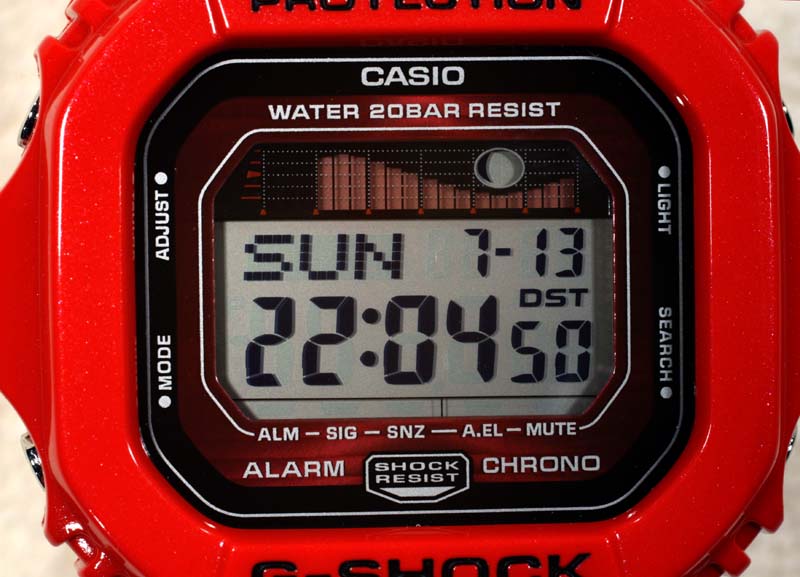 PROTECTION
CASIO
WATER 20BAR RESIST
ADJUST
LIGHT
SUN 7-13
DST
22:04 50
MODE
SEARCH
ALM – SIG – SNZ – A.EL – MUTE
ALARM
SHOCK
RESIST
CHRONO
G-SHOCK